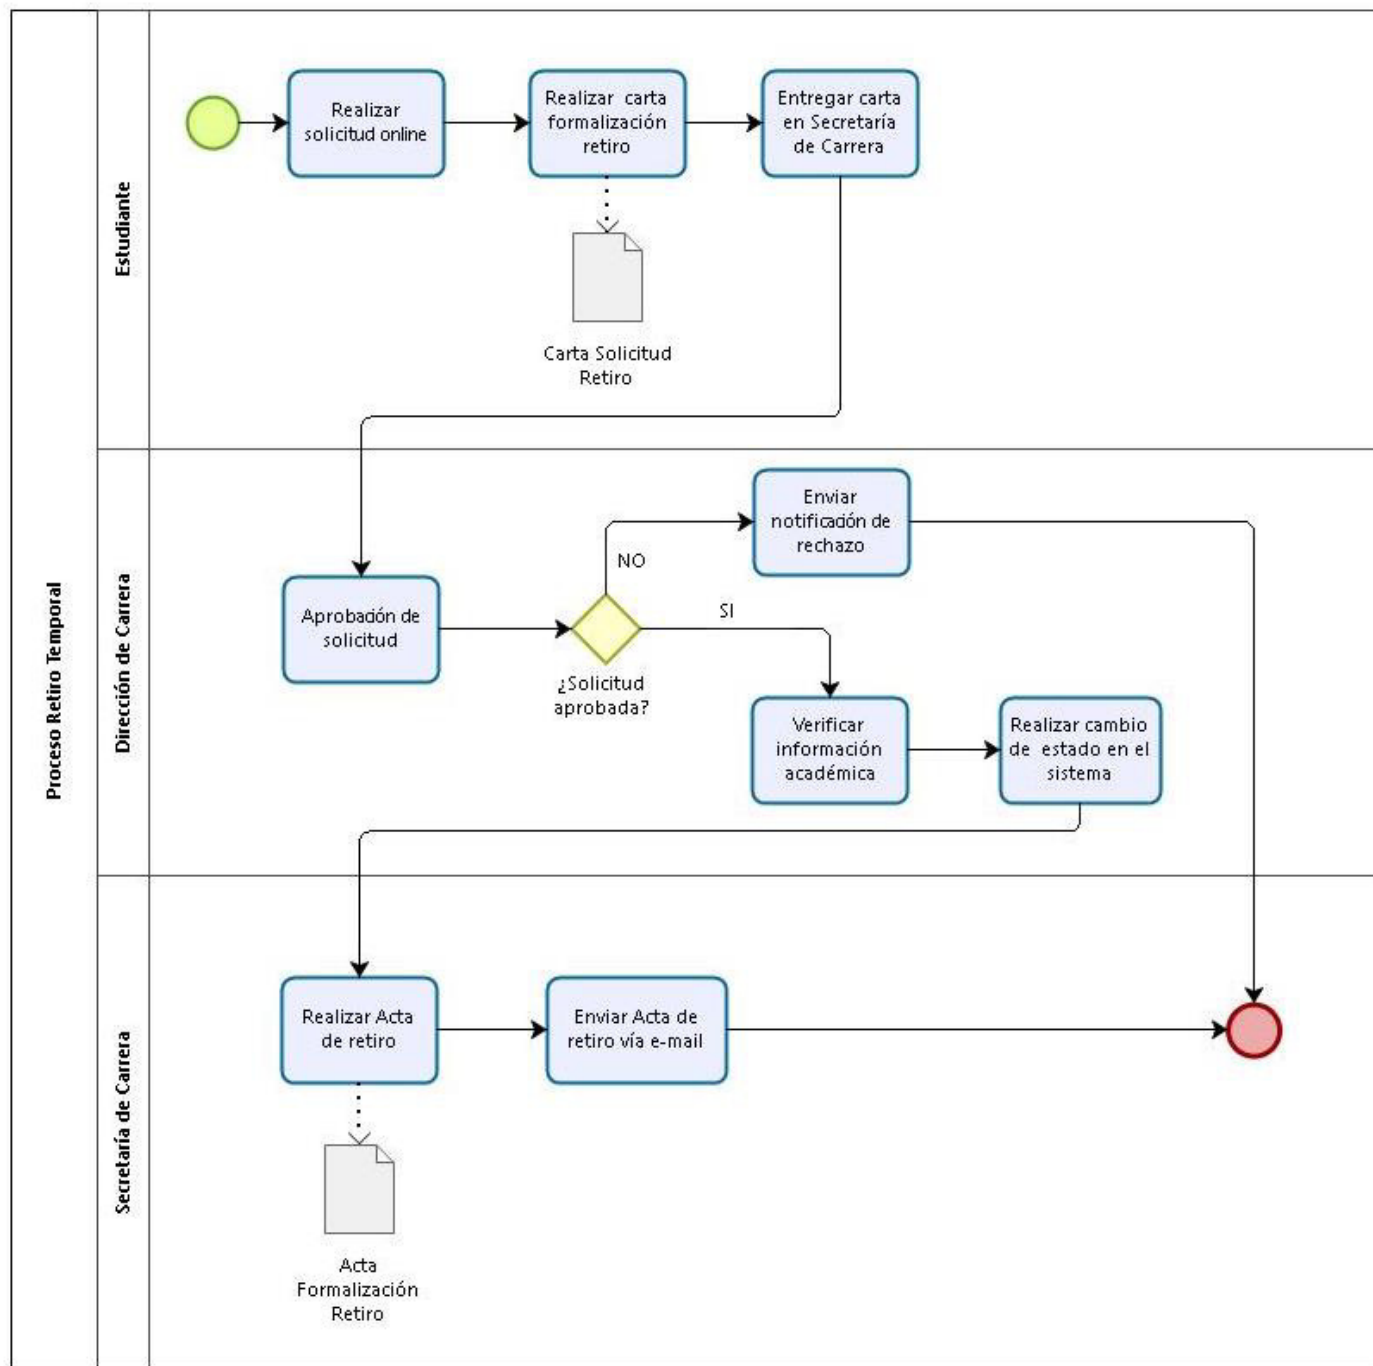 Proceso Retiro Temporal
Estudiante
Realizar
solicitud online
Realizar carta
formalización
retiro
Entregar carta
en Secretaría
de Carrera
Carta Solicitud
Retiro
Dirección de Carrera
Enviar
notificación de
rechazo
NO
SI
Aprobación de
solicitud
¿Solicitud
aprobada?
Verificar
información
académica
Realizar cambio
de estado en el
sistema
Secretaría de Carrera
Realizar Acta
de retiro
Enviar Acta de
retiro vía e-mail
Acta
Formalización
Retiro